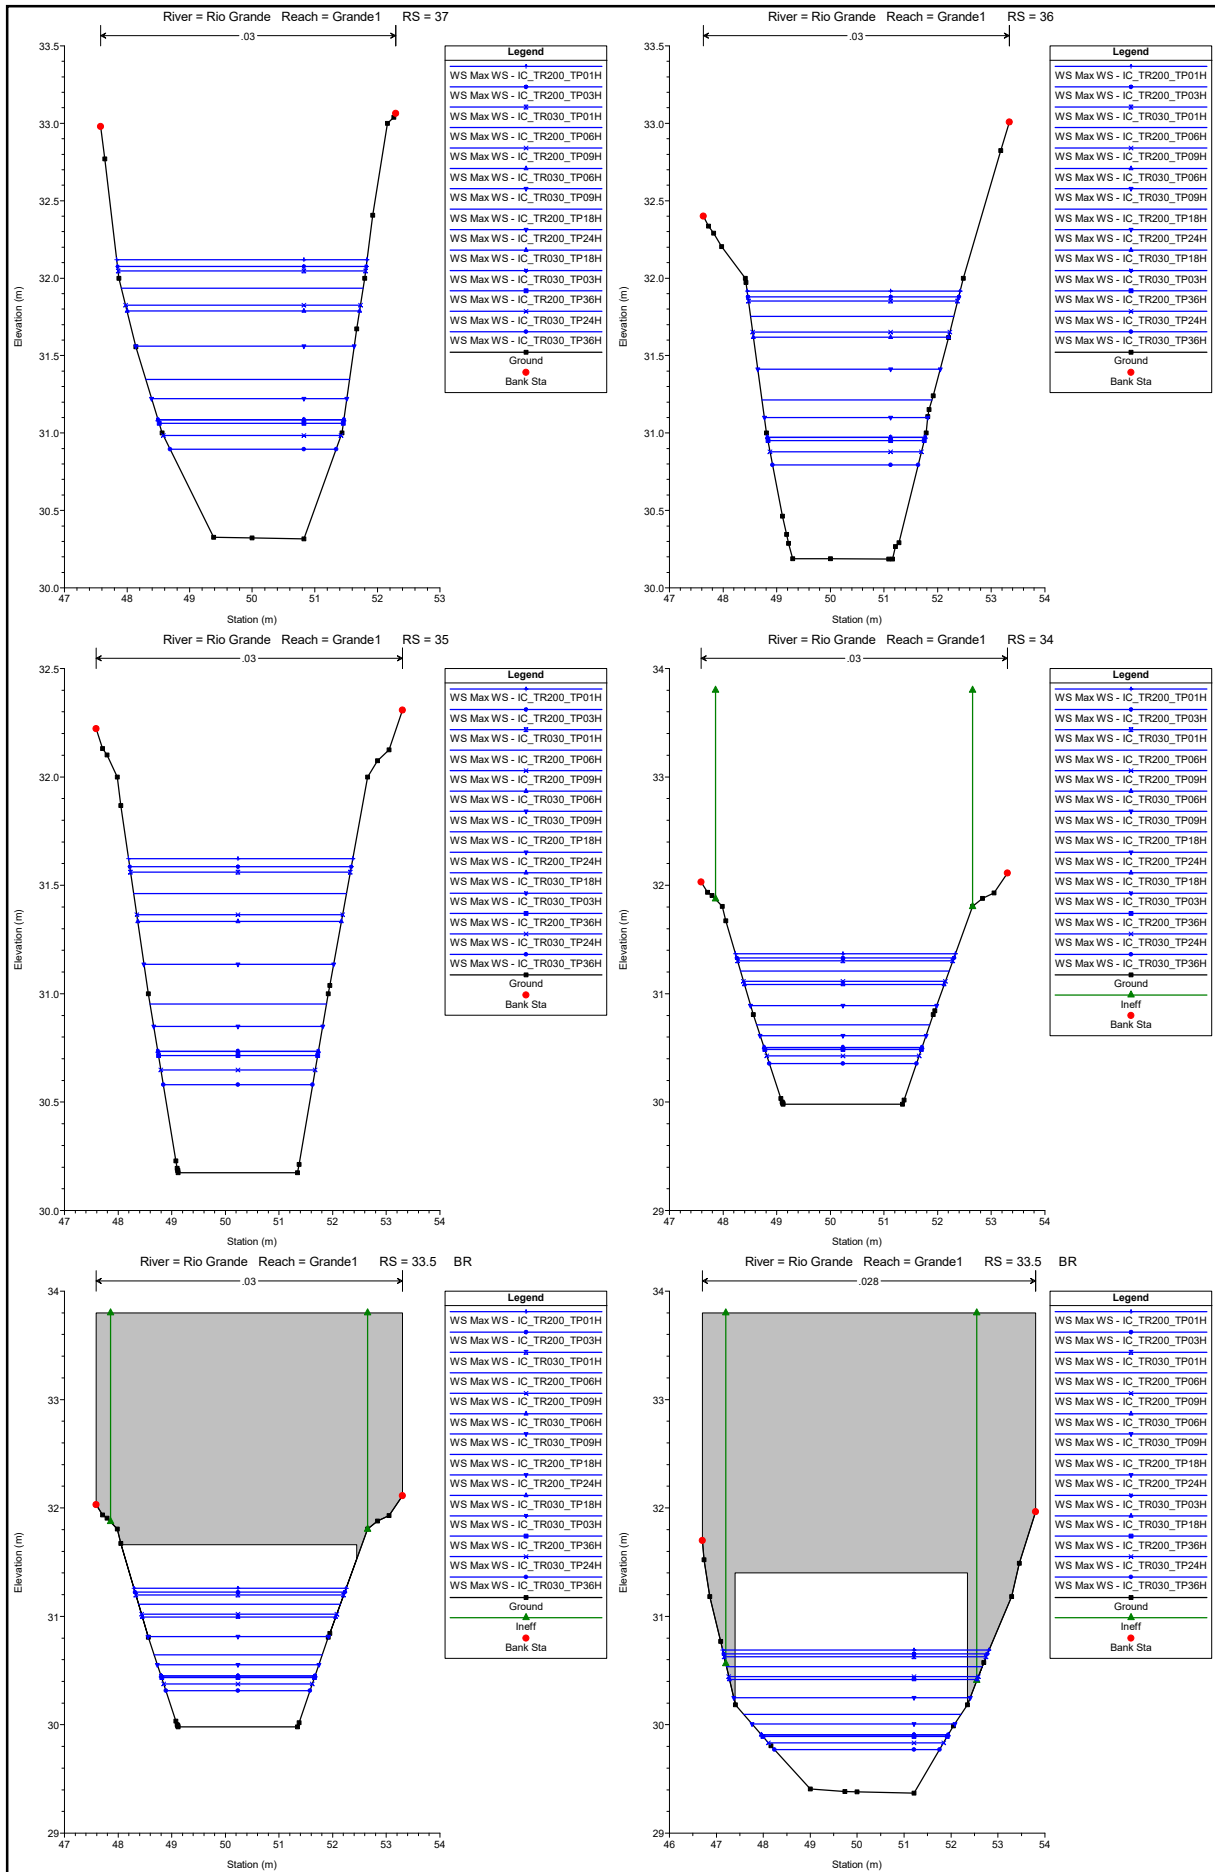 River = Rio Grande Reach = Grande1 RS = 37
.03
33.5
33.0
32.5
32.0
31.5
31.0
30.5
30.0
Elevation (m)
47 48 49 50 51 52 53
Station (m)
Legend
WS Max WS - IC_TR200_TP01H
WS Max WS - IC_TR200_TP03H
WS Max WS - IC_TR030_TP01H
WS Max WS - IC_TR200_TP06H
WS Max WS - IC_TR200_TP09H
WS Max WS - IC_TR030_TP06H
WS Max WS - IC_TR030_TP09H
WS Max WS - IC_TR200_TP18H
WS Max WS - IC_TR200_TP24H
WS Max WS - IC_TR030_TP18H
WS Max WS - IC_TR030_TP03H
WS Max WS - IC_TR200_TP36H
WS Max WS - IC_TR030_TP24H
WS Max WS - IC_TR030_TP36H
Ground
Bank Sta
River = Rio Grande Reach = Grande1 RS = 36
.03
33.5
33.0
32.5
32.0
31.5
31.0
30.5
30.0
Elevation (m)
47 48 49 50 51 52 53 54
Station (m)
Legend
WS Max WS - IC_TR200_TP01H
WS Max WS - IC_TR200_TP03H
WS Max WS - IC_TR030_TP01H
WS Max WS - IC_TR200_TP06H
WS Max WS - IC_TR200_TP09H
WS Max WS - IC_TR030_TP06H
WS Max WS - IC_TR030_TP09H
WS Max WS - IC_TR200_TP18H
WS Max WS - IC_TR200_TP24H
WS Max WS - IC_TR030_TP18H
WS Max WS - IC_TR030_TP03H
WS Max WS - IC_TR200_TP36H
WS Max WS - IC_TR030_TP24H
WS Max WS - IC_TR030_TP36H
Ground
Bank Sta
River = Rio Grande Reach = Grande1 RS = 35
.03
32.5
32.0
31.5
31.0
30.5
30.0
Elevation (m)
47 48 49 50 51 52 53 54
Station (m)
Legend
WS Max WS - IC_TR200_TP01H
WS Max WS - IC_TR200_TP03H
WS Max WS - IC_TR030_TP01H
WS Max WS - IC_TR200_TP06H
WS Max WS - IC_TR200_TP09H
WS Max WS - IC_TR030_TP06H
WS Max WS - IC_TR030_TP09H
WS Max WS - IC_TR200_TP18H
WS Max WS - IC_TR200_TP24H
WS Max WS - IC_TR030_TP18H
WS Max WS - IC_TR030_TP03H
WS Max WS - IC_TR200_TP36H
WS Max WS - IC_TR030_TP24H
WS Max WS - IC_TR030_TP36H
Ground
Bank Sta
River = Rio Grande Reach = Grande1 RS = 34
.03
34
33
32
31
30
29
Elevation (m)
47 48 49 50 51 52 53 54
Station (m)
Legend
WS Max WS - IC_TR200_TP01H
WS Max WS - IC_TR200_TP03H
WS Max WS - IC_TR030_TP01H
WS Max WS - IC_TR200_TP06H
WS Max WS - IC_TR200_TP09H
WS Max WS - IC_TR030_TP06H
WS Max WS - IC_TR030_TP09H
WS Max WS - IC_TR200_TP18H
WS Max WS - IC_TR200_TP24H
WS Max WS - IC_TR030_TP18H
WS Max WS - IC_TR030_TP03H
WS Max WS - IC_TR200_TP36H
WS Max WS - IC_TR030_TP24H
WS Max WS - IC_TR030_TP36H
Ground
Ineff
Bank Sta
River = Rio Grande Reach = Grande1 RS = 33.5 BR
.03
34
33
32
31
30
29
Elevation (m)
47 48 49 50 51 52 53 54
Station (m)
Legend
WS Max WS - IC_TR200_TP01H
WS Max WS - IC_TR200_TP03H
WS Max WS - IC_TR030_TP01H
WS Max WS - IC_TR200_TP06H
WS Max WS - IC_TR200_TP09H
WS Max WS - IC_TR030_TP06H
WS Max WS - IC_TR030_TP09H
WS Max WS - IC_TR200_TP18H
WS Max WS - IC_TR200_TP24H
WS Max WS - IC_TR030_TP18H
WS Max WS - IC_TR030_TP03H
WS Max WS - IC_TR200_TP36H
WS Max WS - IC_TR030_TP24H
WS Max WS - IC_TR030_TP36H
Ground
Ineff
Bank Sta
River = Rio Grande Reach = Grande1 RS = 33.5 BR
.028
34
33
32
31
30
29
Elevation (m)
46 47 48 49 50 51 52 53 54
Station (m)
Legend
WS Max WS - IC_TR200_TP01H
WS Max WS - IC_TR200_TP03H
WS Max WS - IC_TR030_TP01H
WS Max WS - IC_TR200_TP06H
WS Max WS - IC_TR200_TP09H
WS Max WS - IC_TR030_TP06H
WS Max WS - IC_TR030_TP09H
WS Max WS - IC_TR200_TP18H
WS Max WS - IC_TR200_TP24H
WS Max WS - IC_TR030_TP03H
WS Max WS - IC_TR030_TP18H
WS Max WS - IC_TR200_TP36H
WS Max WS - IC_TR030_TP24H
WS Max WS - IC_TR030_TP36H
Ground
Ineff
Bank Sta